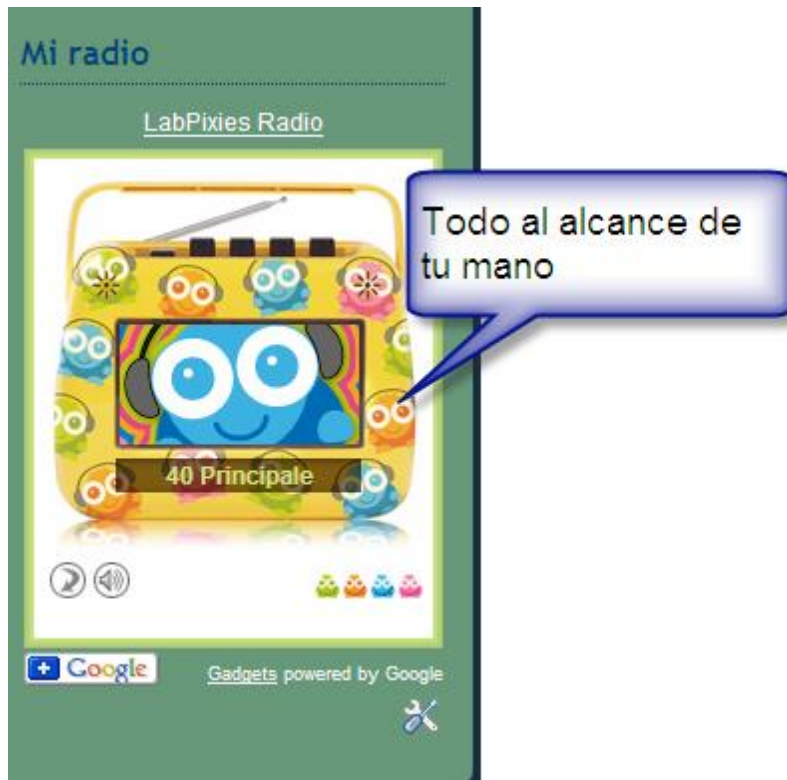 Mi radio
LabPixies Radio
Todo al alcance de
tu mano
40 Principale
+ Google
Gadgets powered by Google